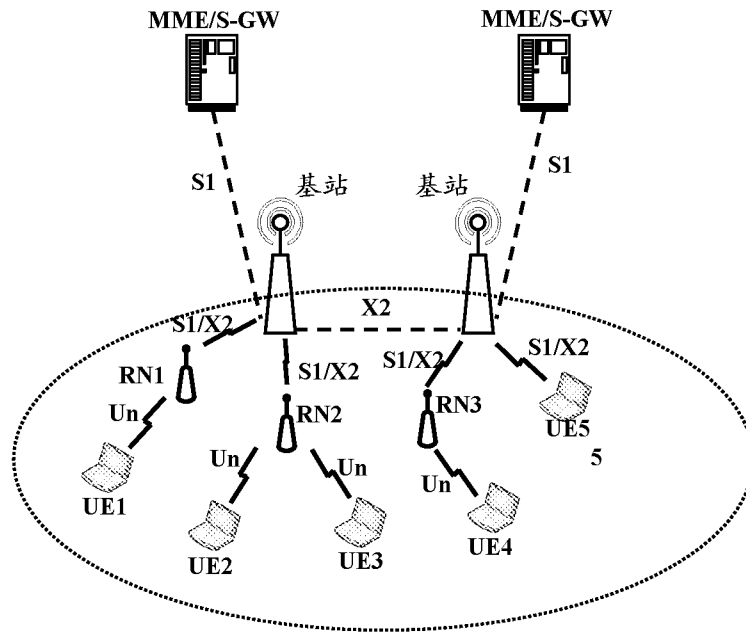 MME/S-GW
MME/S-GW
S1
S1
基站
基站
X2
S1/X2
S1/X2
S1/X2
S1/X2
RN1
RN2
RN3
Un
Un
Un
Un
UE5
5
UE1
UE2
UE3
UE4